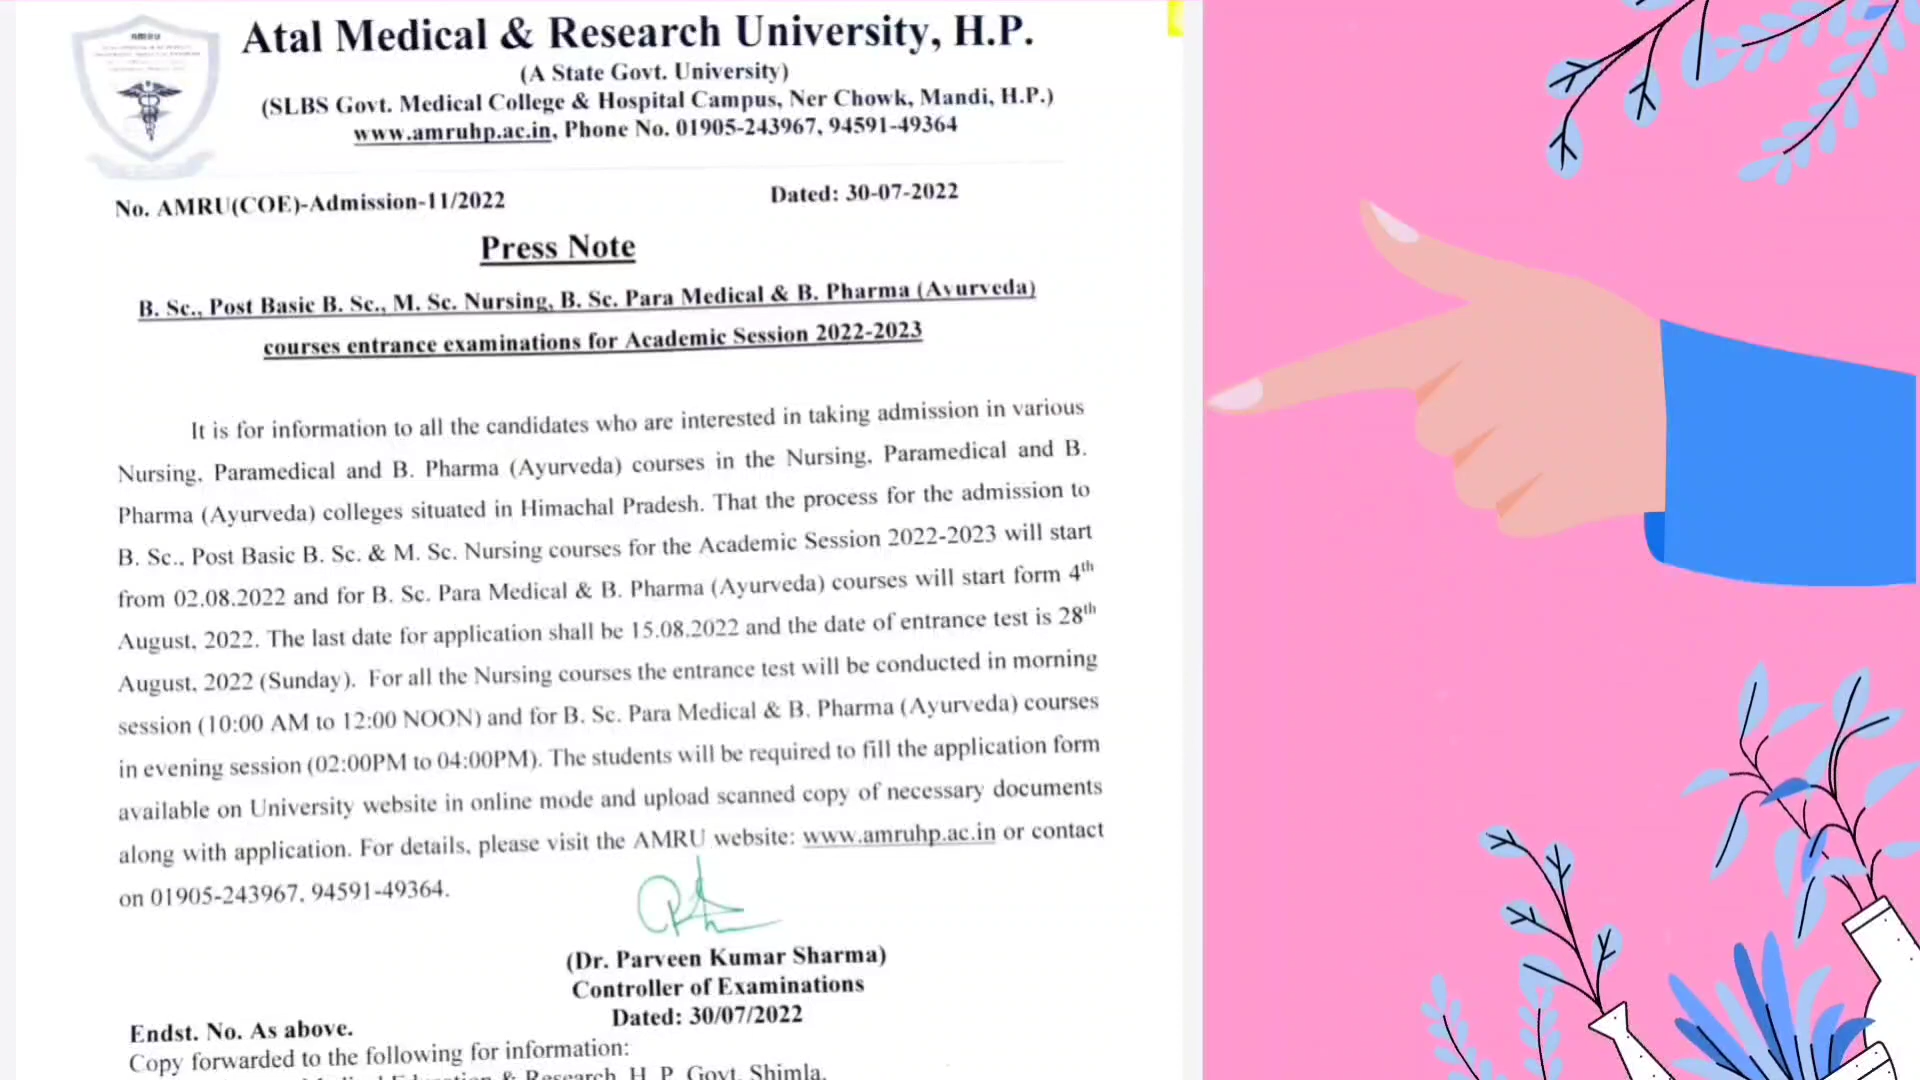 AMRU
Atal Medical & Research University, H.P.
(A State Govt. University)
(SLBS Govt. Medical College & Hospital Campus, Ner Chowk, Mandi, H.P.)
www.amruhp.ac.in, Phone No. 01905-243967, 94591-49364
No. AMRU(COE)-Admission-11/2022 Dated: 30-07-2022
Press Note
B. Sc., Post Basic B. Sc., M. Sc. Nursing, B. Sc. Para Medical & B. Pharma (Ayurveda)
courses entrance examinations for Academic Session 2022-2023
It is for information to all the candidates who are interested in taking admission in various
Nursing, Paramedical and B. Pharma (Ayurveda) courses in the Nursing, Paramedical and B.
Pharma (Ayurveda) colleges situated in Himachal Pradesh. That the process for the admission to
B. Sc., Post Basic B. Sc. & M. Sc. Nursing courses for the Academic Session 2022-2023 will start
from 02.08.2022 and for B. Sc. Para Medical & B. Pharma (Ayurveda) courses will start form 4th
August, 2022. The last date for application shall be 15.08.2022 and the date of entrance test is 28th
August, 2022 (Sunday). For all the Nursing courses the entrance test will be conducted in morning
session (10:00 AM to 12:00 NOON) and for B. Sc. Para Medical & B. Pharma (Ayurveda) courses
in evening session (02:00PM to 04:00PM). The students will be required to fill the application form
available on University website in online mode and upload scanned copy of necessary documents
along with application. For details, please visit the AMRU website: www.amruhp.ac.in or contact
on 01905-243967, 94591-49364.
(Dr. Parveen Kumar Sharma)
Controller of Examinations
Dated: 30/07/2022
Endst. No. As above.
Copy forwarded to the following for information:
& Research, H. P. Govt. Shimla.